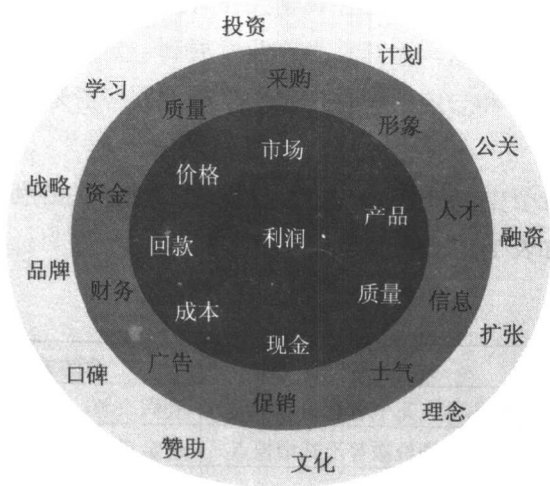 投资
计划
采购
学习
质量
形象
市场
公关
价格
战略
资金
产品
人才
回款
利润
融资
品牌
财务
质量
信息
成本
扩张
现金
口碑
广告
士气
促销
理念
赞助
文化